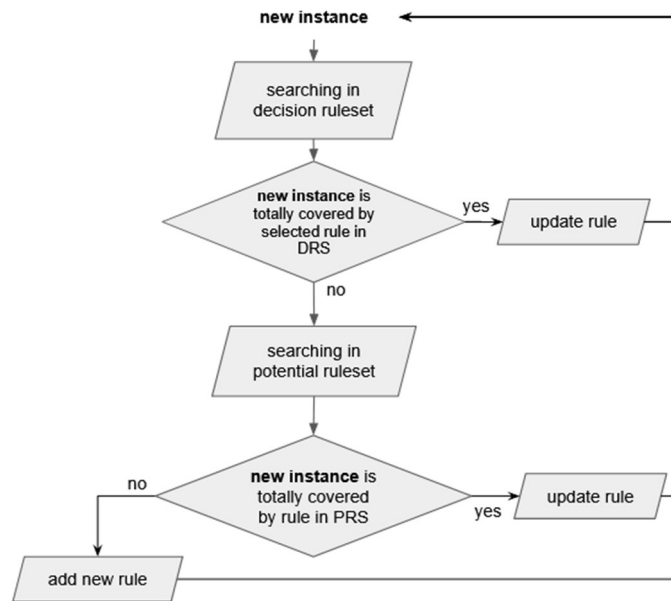 new instance
searching in
decision ruleset
new instance is
totally covered by
selected rule in
DRS
yes
update rule
no
searching in
potential ruleset
no
new instance is
totally covered
by rule in PRS
yes
update rule
add new rule